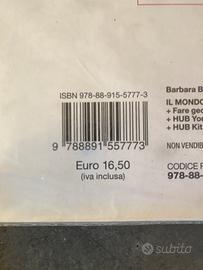 ISBN 978-88-915-5777-3
9 788891 557773
Euro 16,50
(iva inclusa)
Barbara B
IL MONDO
+ Fare geo
+ HUB You
+ HUB Kit
NON VENDIB
CODICE P
978-88-
subito